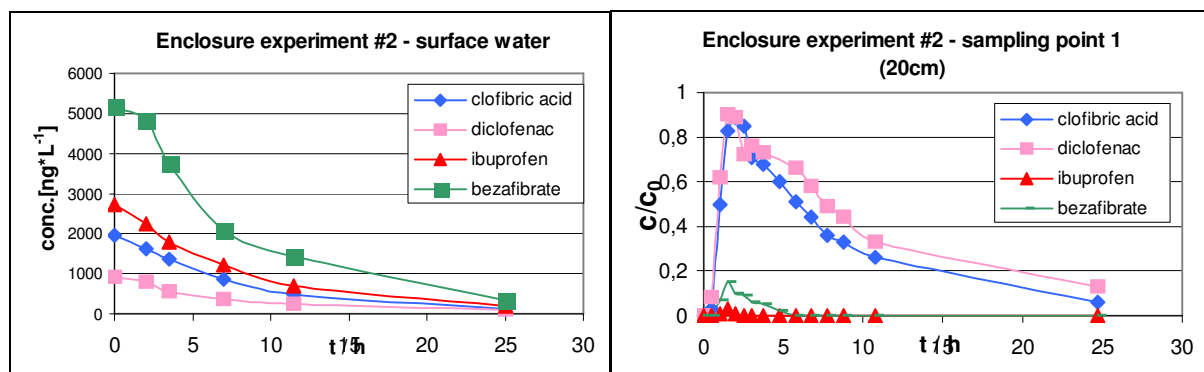 Enclosure experiment #2 - surface water
6000
5000
4000
3000
2000
1000
0
conc.[ng*L⁻¹]
0 5 10 15 20 25 30
t / h
clofibric acid
diclofenac
ibuprofen
bezafibrate
Enclosure experiment #2 - sampling point 1
(20cm)
1
0,8
0,6
0,4
0,2
0
c/c₀
0 5 10 15 20 25 30
t / h
clofibric acid
diclofenac
ibuprofen
bezafibrate